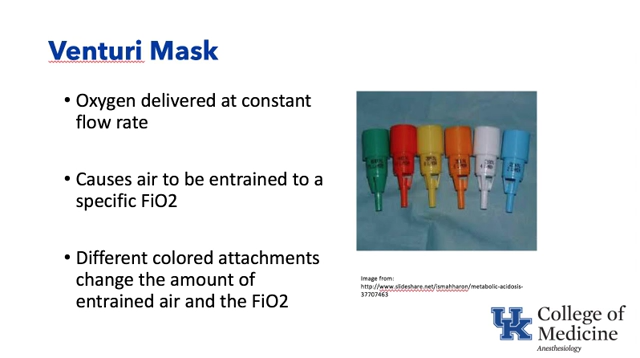 Venturi Mask
• Oxygen delivered at constant
flow rate
• Causes air to be entrained to a
specific FiO2
• Different colored attachments
change the amount of
entrained air and the FiO2
Image from:
http://www.slideshare.net/ismahharon/metabolic-acidosis-
37707463
UK College of
Medicine
Anesthesiology